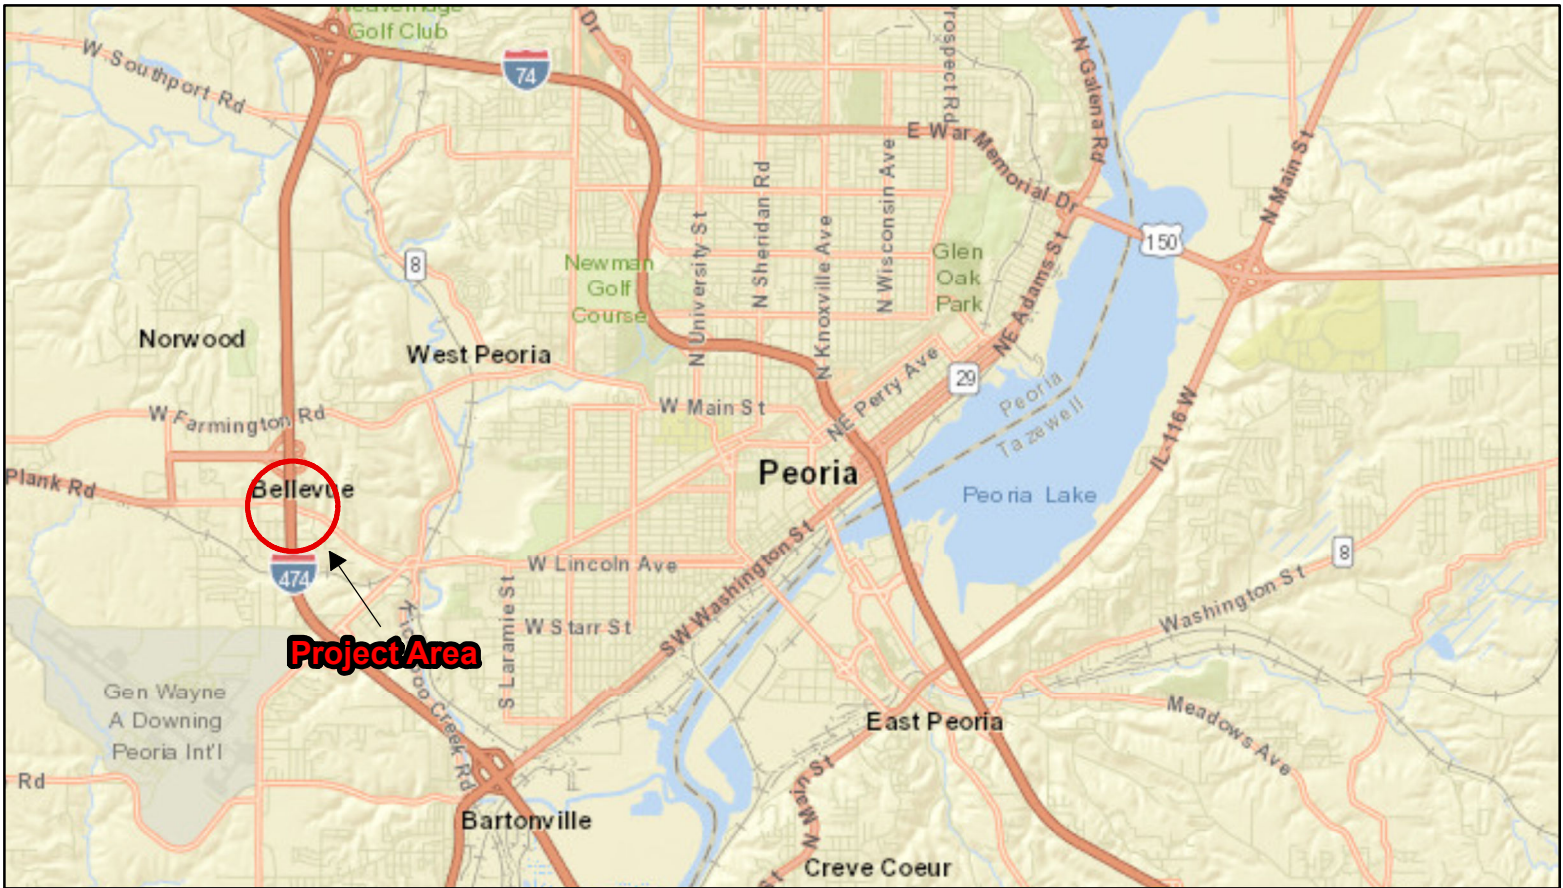 Weaverridge
Golf Club
Dr
W Glen Ave
Prospect Rd
N Galena Rd
W Southport Rd
74
E War Memorial Dr
N Main St
N Wisconsin Ave
N Sheridan Rd
N University St
N Knoxville Ave
150
8
Newman
Golf
Course
Glen
Oak
Park
NE Adams St
Norwood
West Peoria
NE Perry Ave
29
Peoria
Tazewell
W Farmington Rd
W Main St
IL-116 W
Plank Rd
Bellevue
Peoria
Peoria Lake
474
W Lincoln Ave
SW Washington St
8
Washington St
S Laramie St
W Starr St
Project Area
Creek Rd
Gen Wayne
A Downing
Peoria Int'l
East Peoria
Meadows Ave
Rd
N Main St
Bartonville
Creve Coeur
St